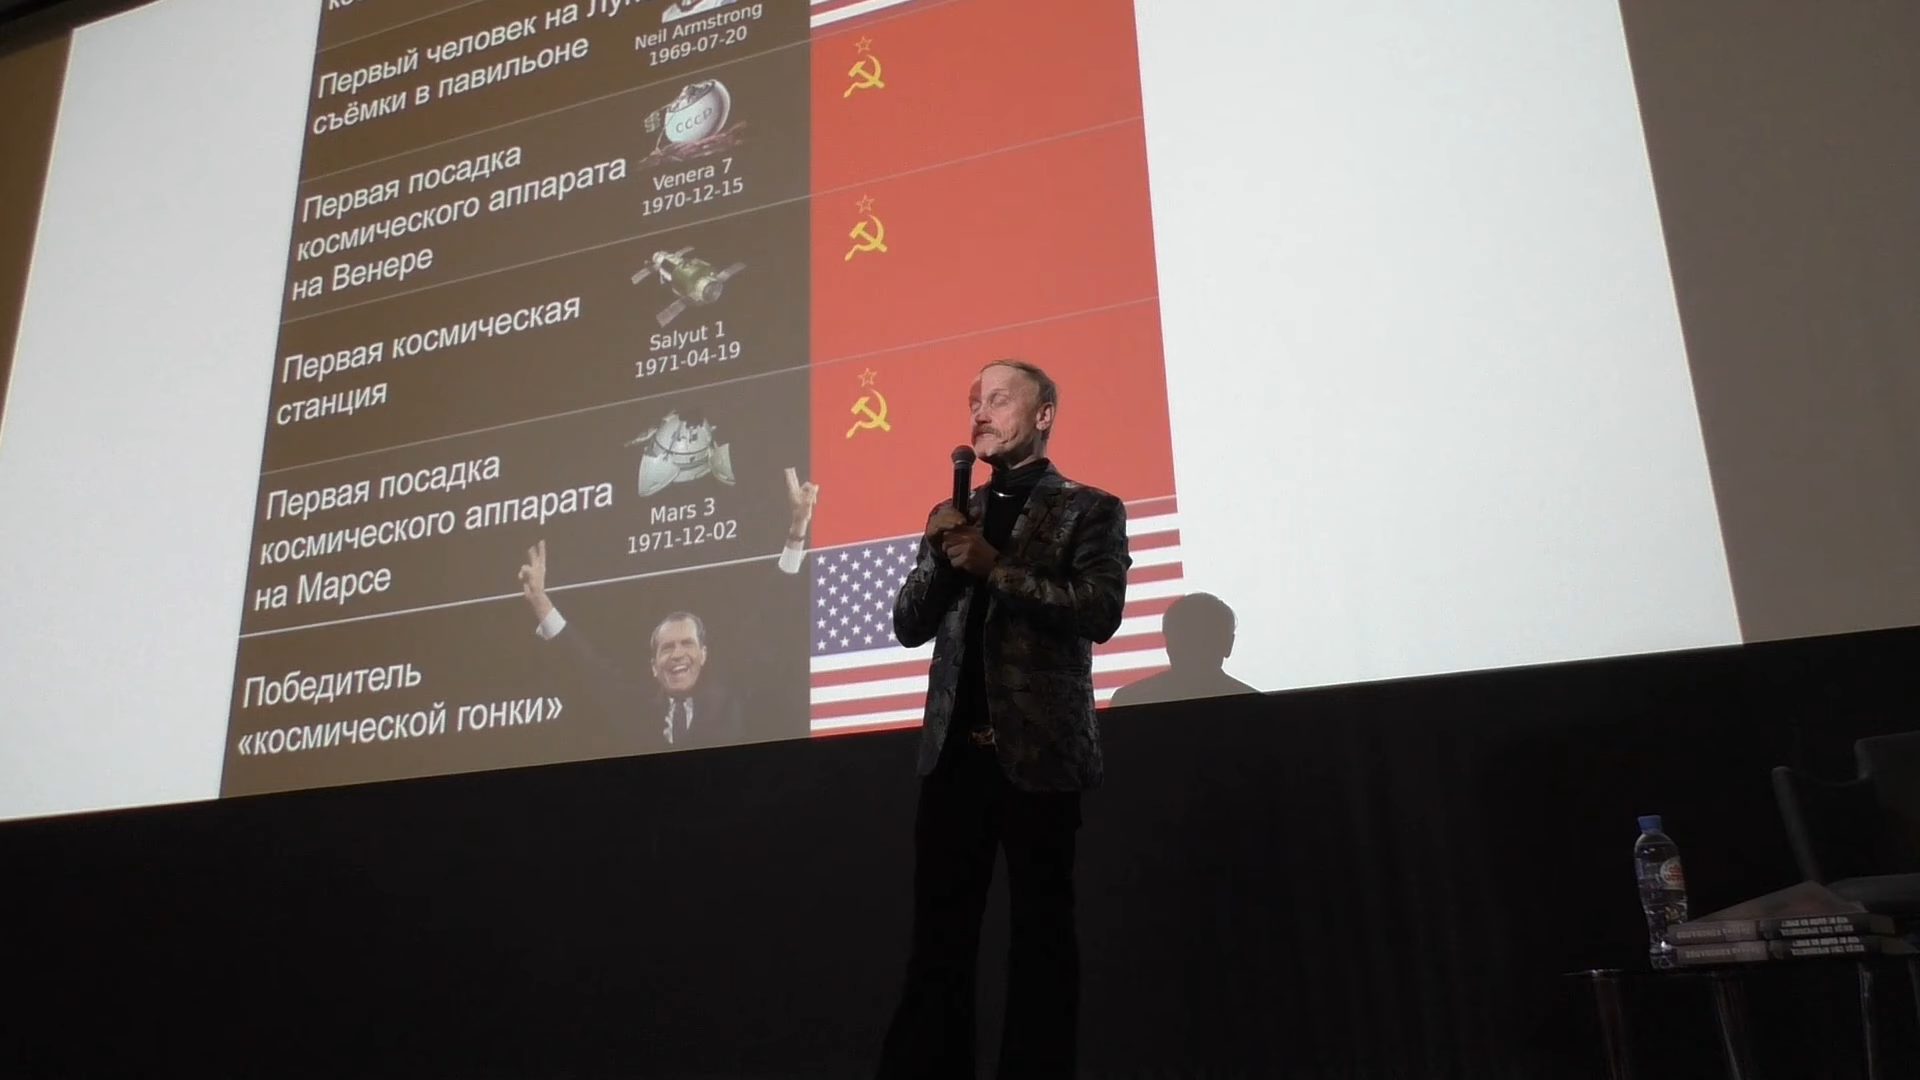 Первый человек на
съёмки в павильоне
Neil Armstrong
1969-07-20
Первая посадка
космического аппарата
на Венере
СССР
Venera 7
1970-12-15
Первая космическая
станция
Salyut 1
1971-04-19
Первая посадка
космического аппарата
на Марсе
Mars 3
1971-12-02
Победитель
«космической гонки»